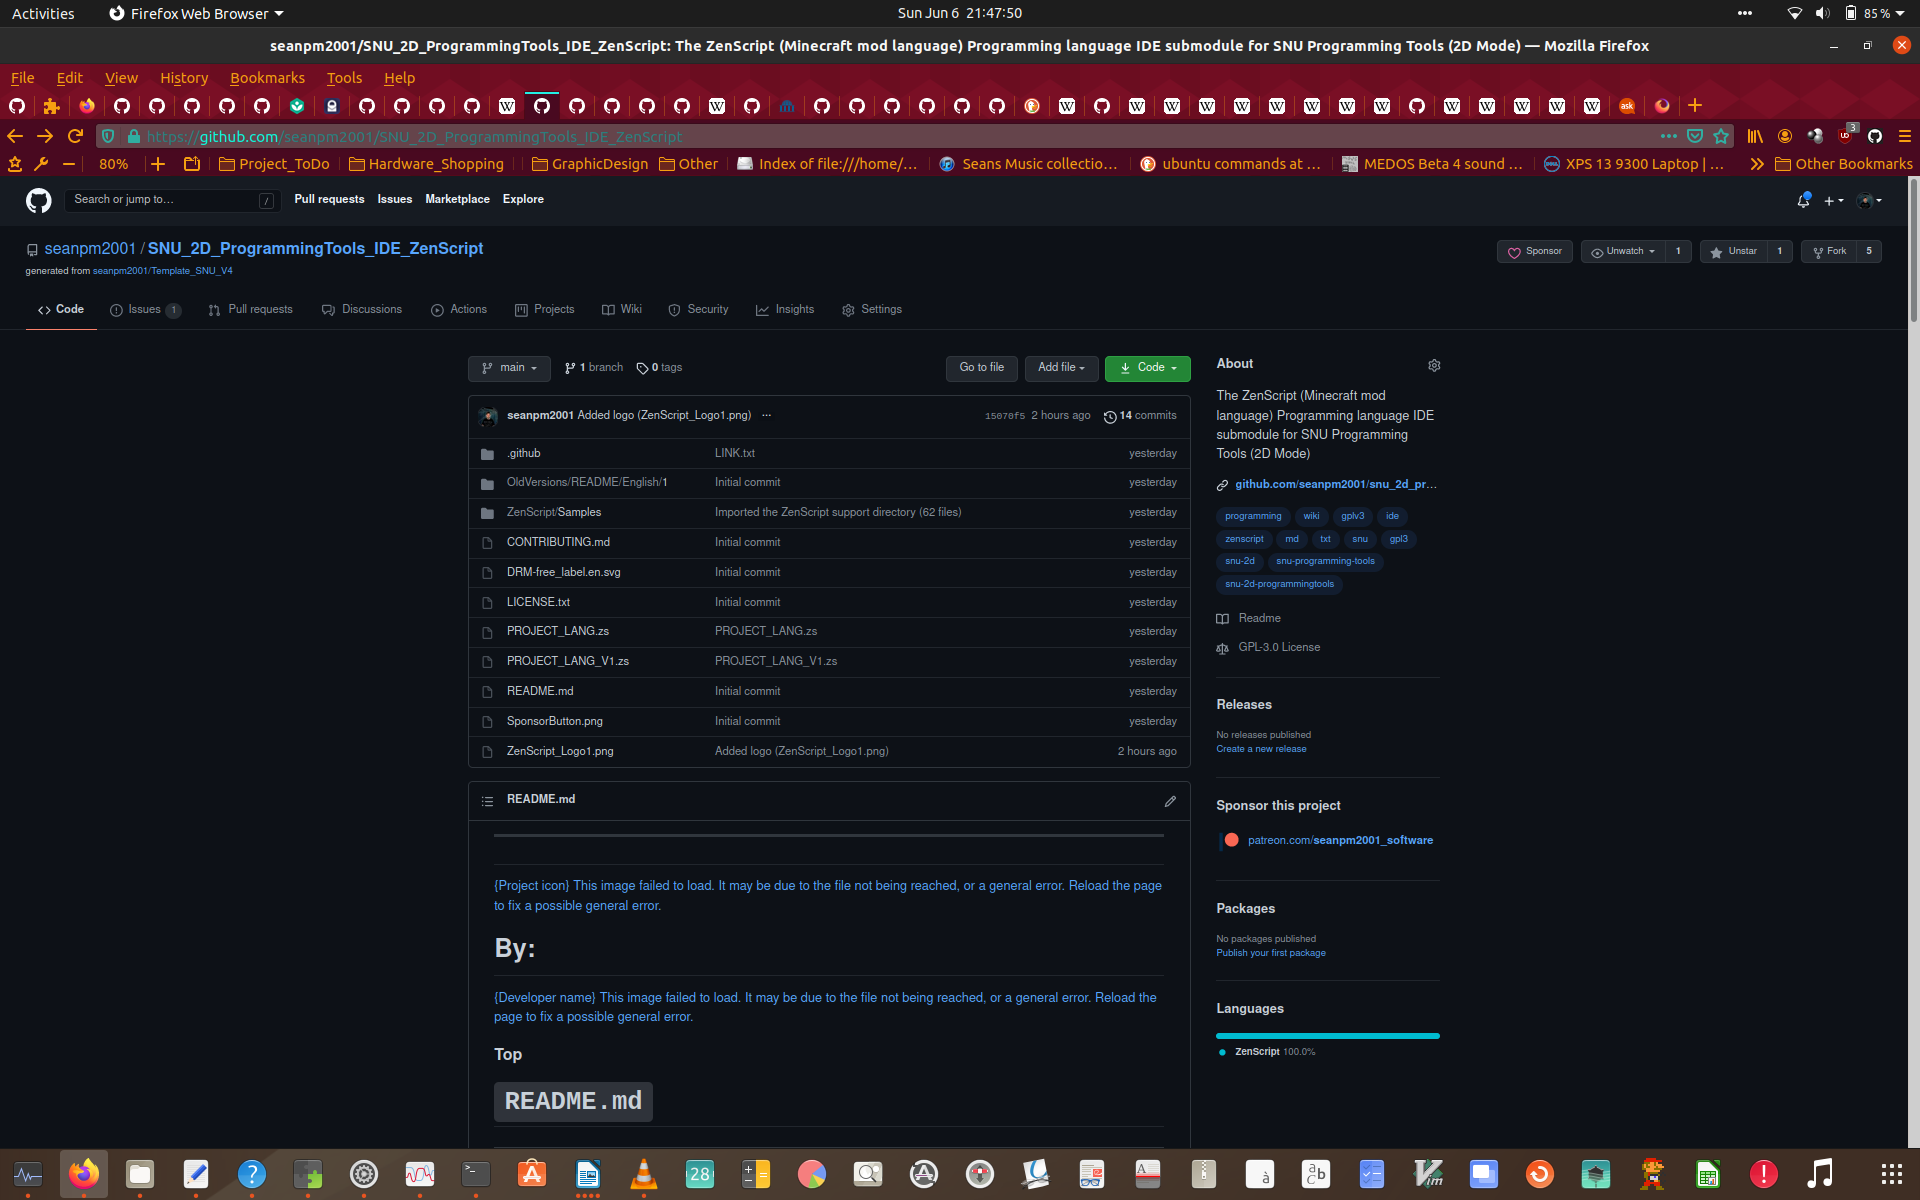 Activities
Firefox Web Browser
Sun Jun 6 21:47:50
85 %
seanpm2001/SNU_2D_ProgrammingTools_IDE_ZenScript: The ZenScript (Minecraft mod language) Programming language IDE submodule for SNU Programming Tools (2D Mode) — Mozilla Firefox
File Edit View History Bookmarks Tools Help
https://github.com/seanpm2001/SNU_2D_ProgrammingTools_IDE_ZenScript
3
80%
Project_ToDo
Hardware_Shopping
GraphicDesign
Other
Index of file:///home/…
Seans Music collectio…
ubuntu commands at …
MEDOS Beta 4 sound …
XPS 13 9300 Laptop | …
Other Bookmarks
Search or jump to…
/
Pull requests Issues Marketplace Explore
seanpm2001 / SNU_2D_ProgrammingTools_IDE_ZenScript
Sponsor
Unwatch 1
Unstar 1
Fork 5
generated from seanpm2001/Template_SNU_V4
Code
Issues 1
Pull requests
Discussions
Actions
Projects
Wiki
Security
Insights
Settings
main
1 branch
0 tags
Go to file
Add file
Code
seanpm2001 Added logo (ZenScript_Logo1.png) ...
15070f5 2 hours ago
14 commits
.github LINK.txt yesterday
OldVersions/README/English/1 Initial commit yesterday
ZenScript/Samples Imported the ZenScript support directory (62 files) yesterday
CONTRIBUTING.md Initial commit yesterday
DRM-free_label.en.svg Initial commit yesterday
LICENSE.txt Initial commit yesterday
PROJECT_LANG.zs PROJECT_LANG.zs yesterday
PROJECT_LANG_V1.zs PROJECT_LANG_V1.zs yesterday
README.md Initial commit yesterday
SponsorButton.png Initial commit yesterday
ZenScript_Logo1.png Added logo (ZenScript_Logo1.png) 2 hours ago
README.md
{Project icon} This image failed to load. It may be due to the file not being reached, or a general error. Reload the page
to fix a possible general error.
By:
{Developer name} This image failed to load. It may be due to the file not being reached, or a general error. Reload the
page to fix a possible general error.
Top
README.md
About
The ZenScript (Minecraft mod
language) Programming language IDE
submodule for SNU Programming
Tools (2D Mode)
github.com/seanpm2001/snu_2d_pr…
programming wiki gplv3 ide
zenscript md txt snu gpl3
snu-2d snu-programming-tools
snu-2d-programmingtools
Readme
GPL-3.0 License
Releases
No releases published
Create a new release
Sponsor this project
patreon.com/seanpm2001_software
Packages
No packages published
Publish your first package
Languages
ZenScript 100.0%
28